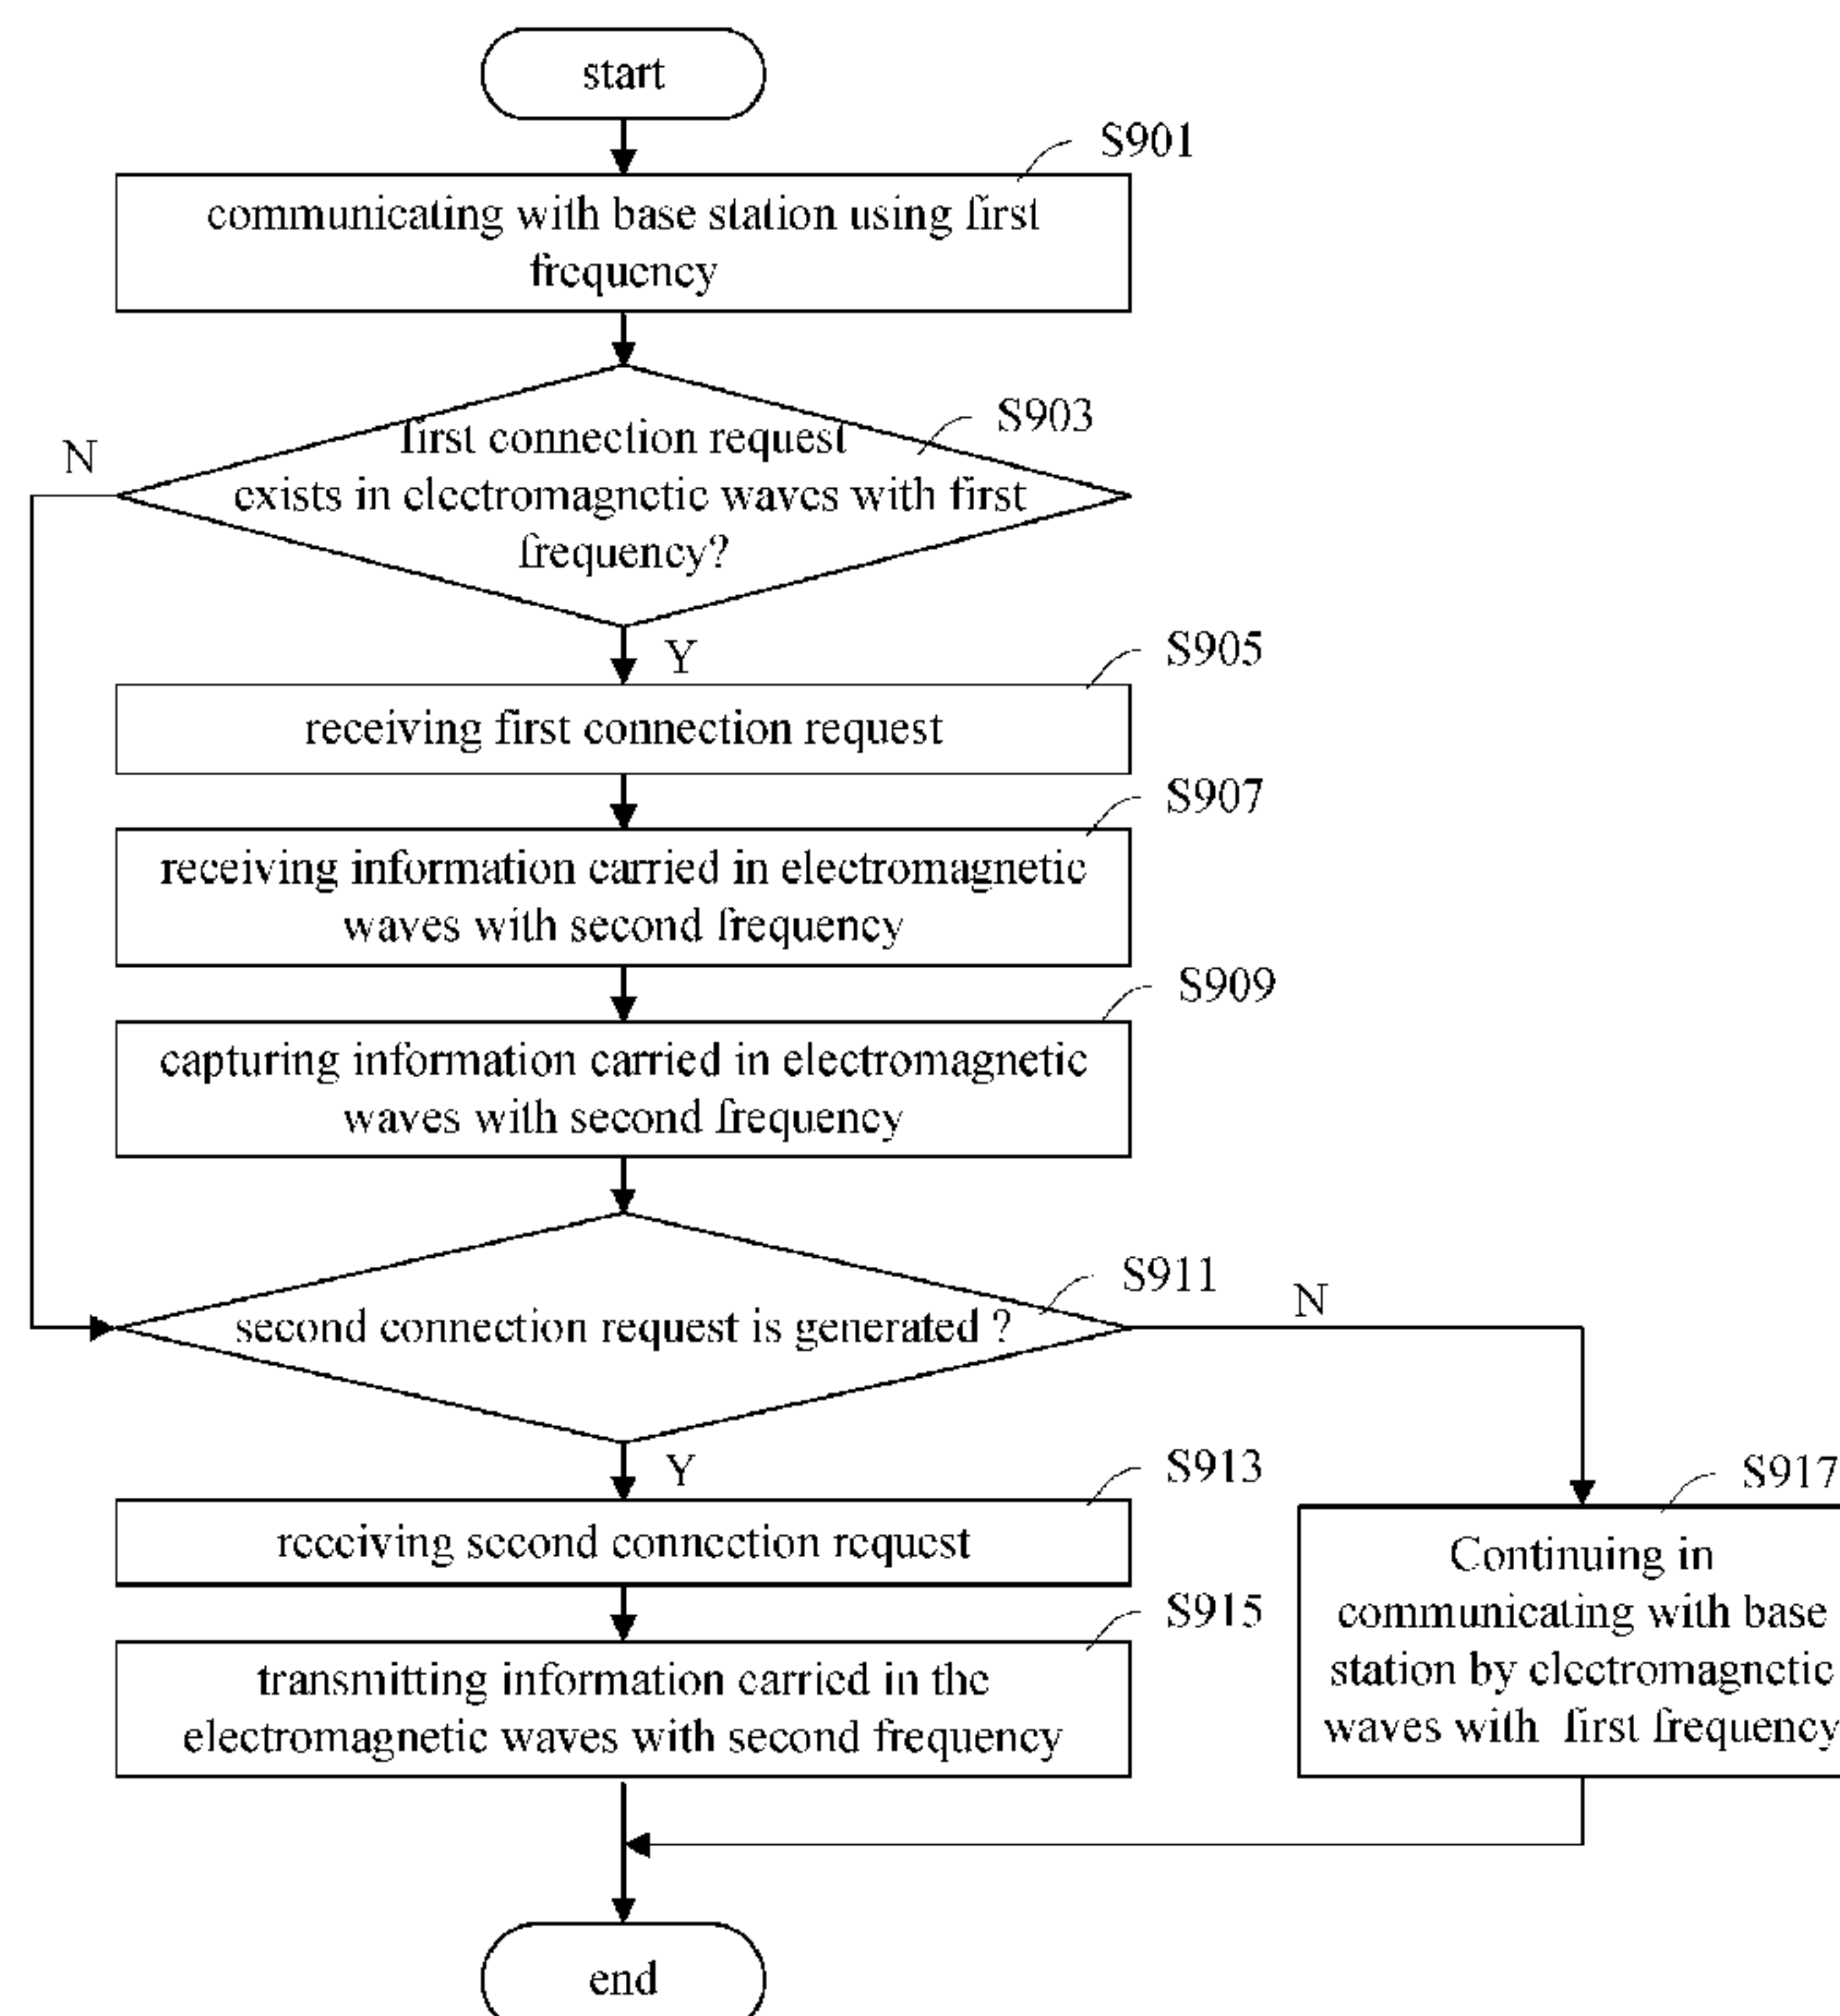 start
S901
communicating with base station using first
frequency
S903
N
first connection request
exists in electromagnetic waves with first
frequency?
Y
S905
receiving first connection request
S907
receiving information carried in electromagnetic
waves with second frequency
S909
capturing information carried in electromagnetic
waves with second frequency
S911
second connection request is generated ?
N
Y
S913
receiving second connection request
S915
transmitting information carried in the
electromagnetic waves with second frequency
S917
Continuing in
communicating with base
station by electromagnetic
waves with first frequency
end